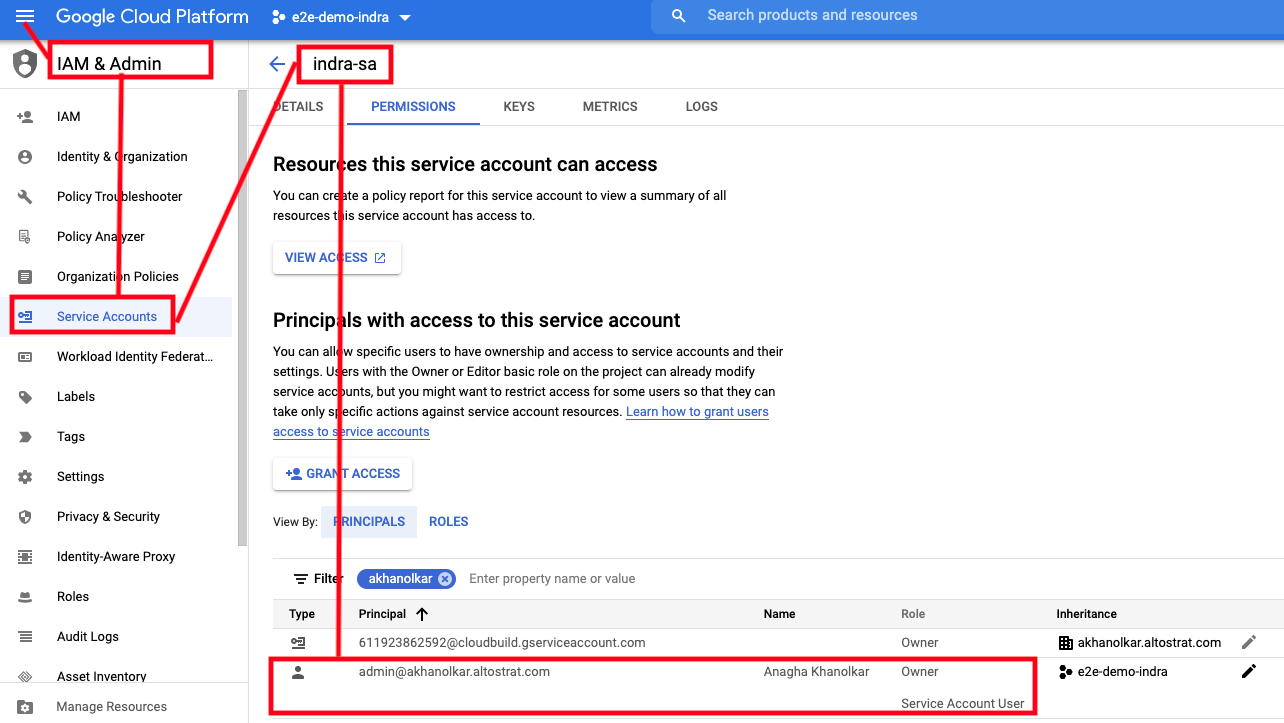 Google Cloud Platform
e2e-demo-indra
Search products and resources
IAM & Admin
IAM
Identity & Organization
Policy Troubleshooter
Policy Analyzer
Organization Policies
Service Accounts
Workload Identity Federat...
Labels
Tags
Settings
Privacy & Security
Identity-Aware Proxy
Roles
Audit Logs
Asset Inventory
Manage Resources
indra-sa
DETAILS
PERMISSIONS
KEYS
METRICS
LOGS
Resources this service account can access
You can create a policy report for this service account to view a summary of all
resources this service account has access to.
VIEW ACCESS
Principals with access to this service account
You can allow specific users to have ownership and access to service accounts and their
settings. Users with the Owner or Editor basic role on the project can already modify
service accounts, but you might want to restrict access for some users so that they can
take only specific actions against service account resources. Learn how to grant users
access to service accounts
GRANT ACCESS
View By: PRINCIPALS ROLES
Filter akhanolkar Enter property name or value
Type Principal Name Role Inheritance
611923862592@cloudbuild.gserviceaccount.com Owner akhanolkar.altostrat.com
admin@akhanolkar.altostrat.com Anagha Khanolkar Owner e2e-demo-indra
Service Account User